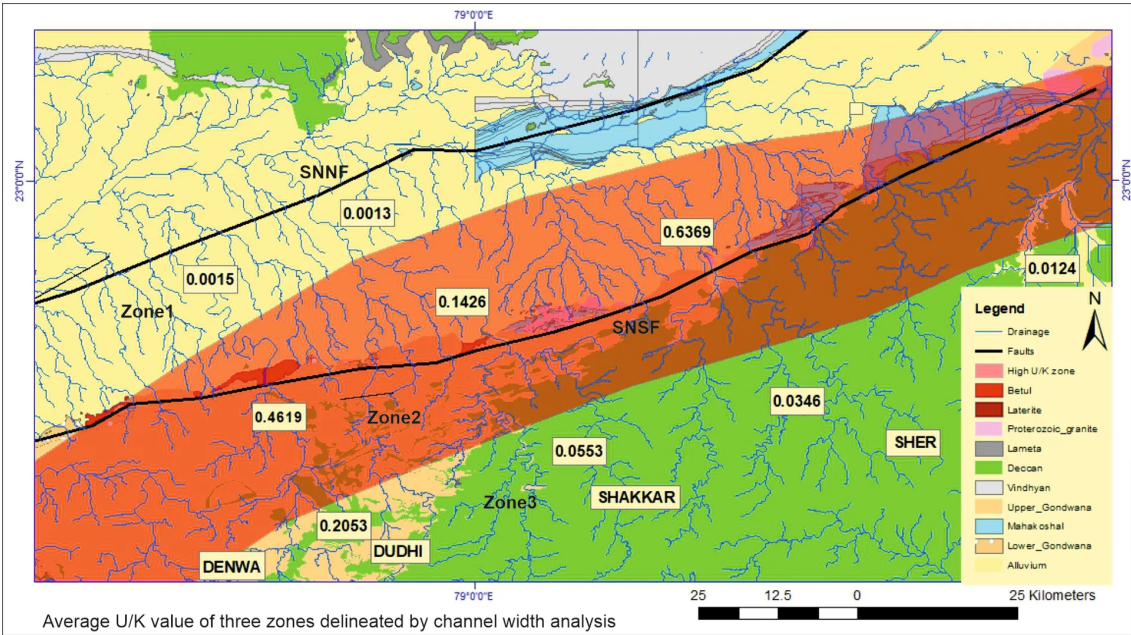 79°0'0"E
23°0'0"N
23°0'0"N
SNNF
0.0013
0.6369
0.0015
0.0124
Zone1
0.1426
SNSF
0.4619
Zone2
0.0346
0.0553
SHER
Zone3
SHAKKAR
0.2053
DUDHI
DENWA
N
Legend
Drainage
Faults
High U/K zone
Betul
Laterite
Proterozoic_granite
Lameta
Deccan
Vindhyan
Upper_Gondwana
Mahakoshal
Lower_Gondwana
Alluvium
79°0'0"E
25 12.5 0 25 Kilometers
Average U/K value of three zones delineated by channel width analysis